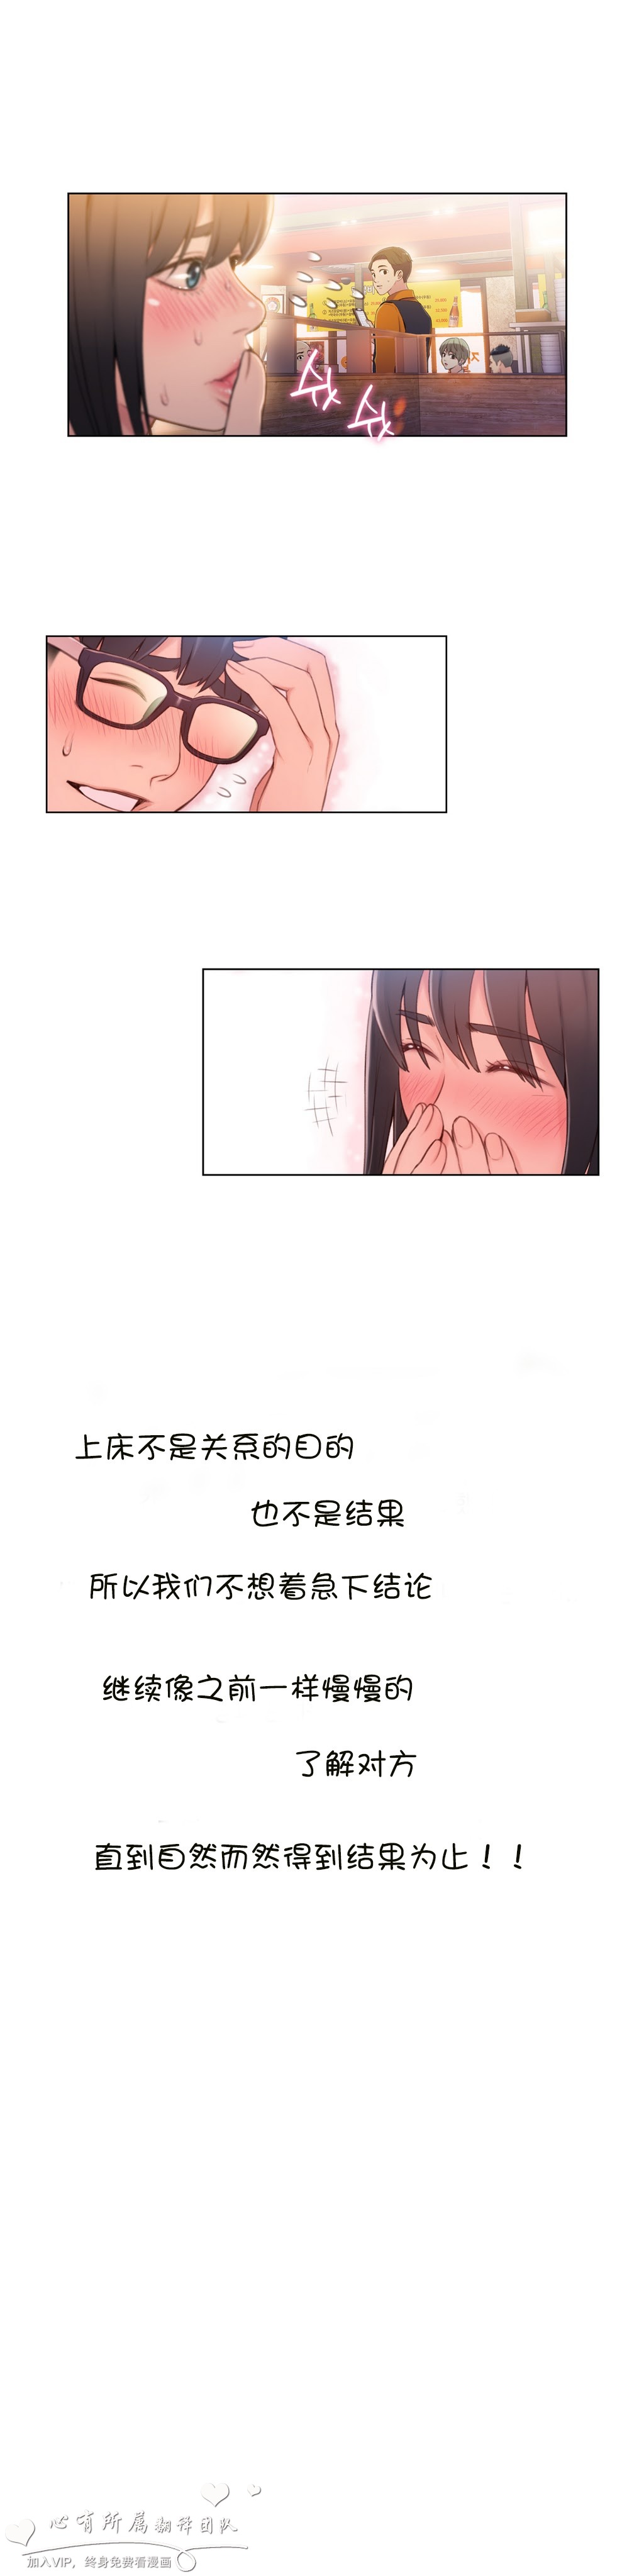 쉿
쉿
上床不是关系的目的
也不是结果
所以我们不想着急下结论
继续像之前一样慢慢的
了解对方
直到自然而然得到结果为止！！
心有所属翻译团队
加入VIP，终身免费看漫画